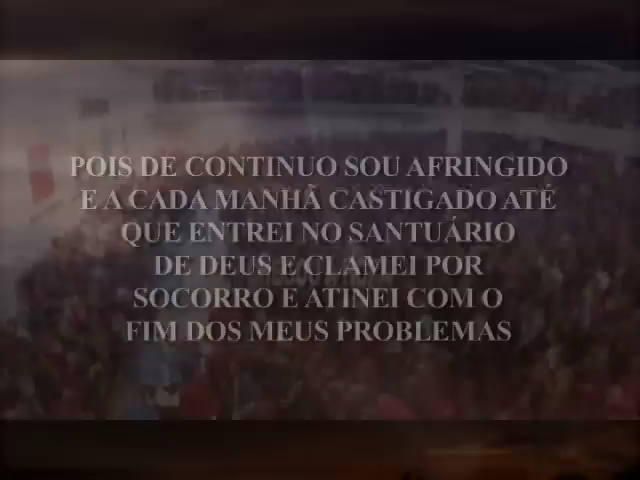 POIS DE CONTINUO SOU AFRINGIDO
E A CADA MANHÃ CASTIGADO ATÉ
QUE ENTREI NO SANTUÁRIO
DE DEUS E CLAMEI POR
SOCORRO E ATINEI COM O
FIM DOS MEUS PROBLEMAS